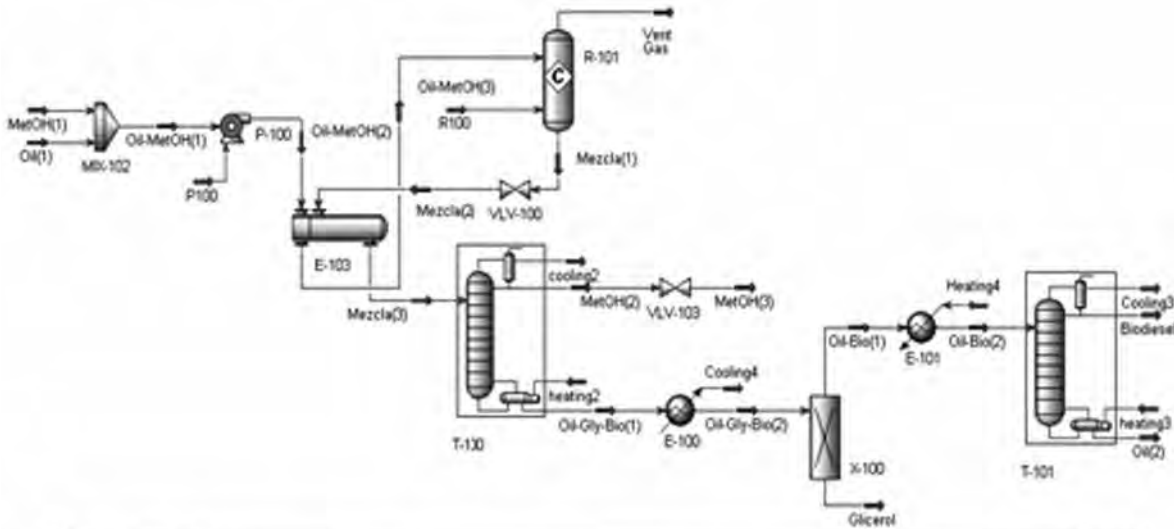 Vent
Gas
R-101
C
Oil-MetOH(3)
R100
MetOH(1)
Oil(1)
MIX-102
Oil-MetOH(1)
P-100
P100
Oil-MetOH(2)
Mezcla(1)
Mezcla(2)
VLV-100
E-103
Mezcla(3)
cooling2
MetOH(2)
VLV-103
MetOH(3)
heating2
T-100
Oil-Gly-Bio(1)
Cooling4
E-100
Oil-Gly-Bio(2)
Oil-Bio(1)
Heating4
E-101
Oil-Bio(2)
X-100
Glicerol
Cooling3
Biodiesel
heating3
Oil(2)
T-101